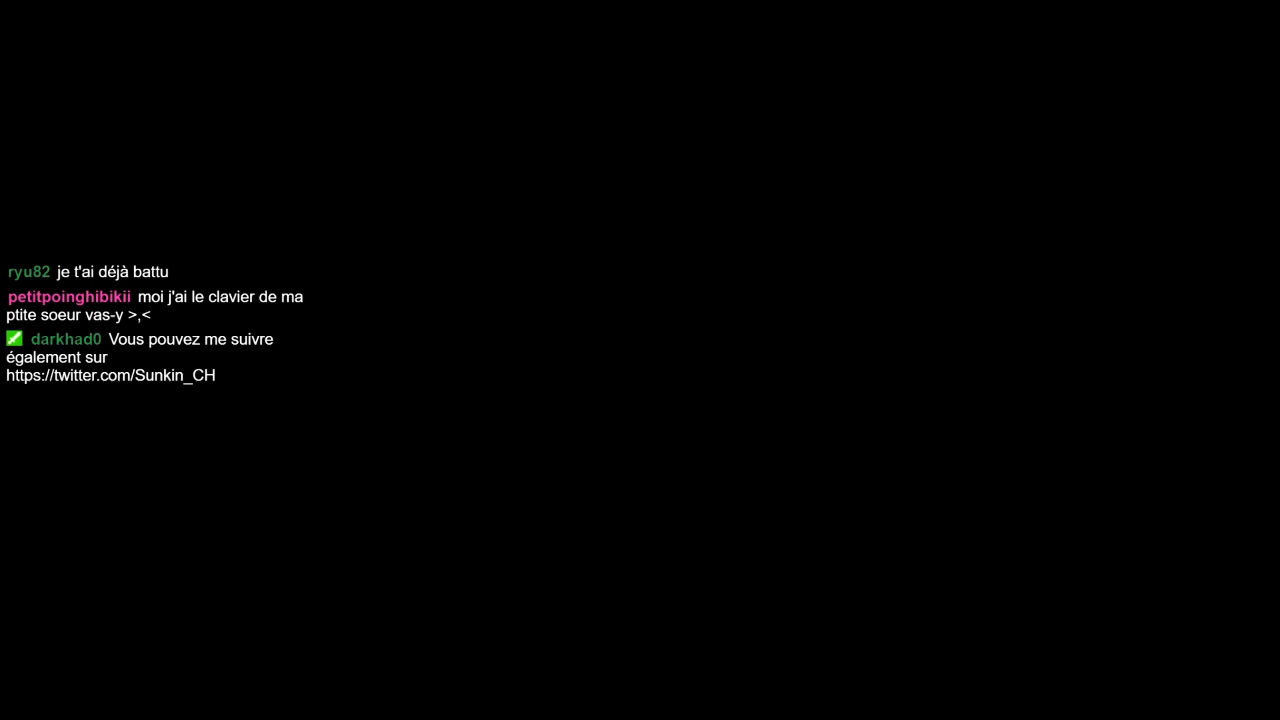 ryu82 je t'ai déjà battu
petitpoinghibikii moi j'ai le clavier de ma
ptite soeur vas-y >,<
darkhad0 Vous pouvez me suivre
également sur
https://twitter.com/Sunkin_CH